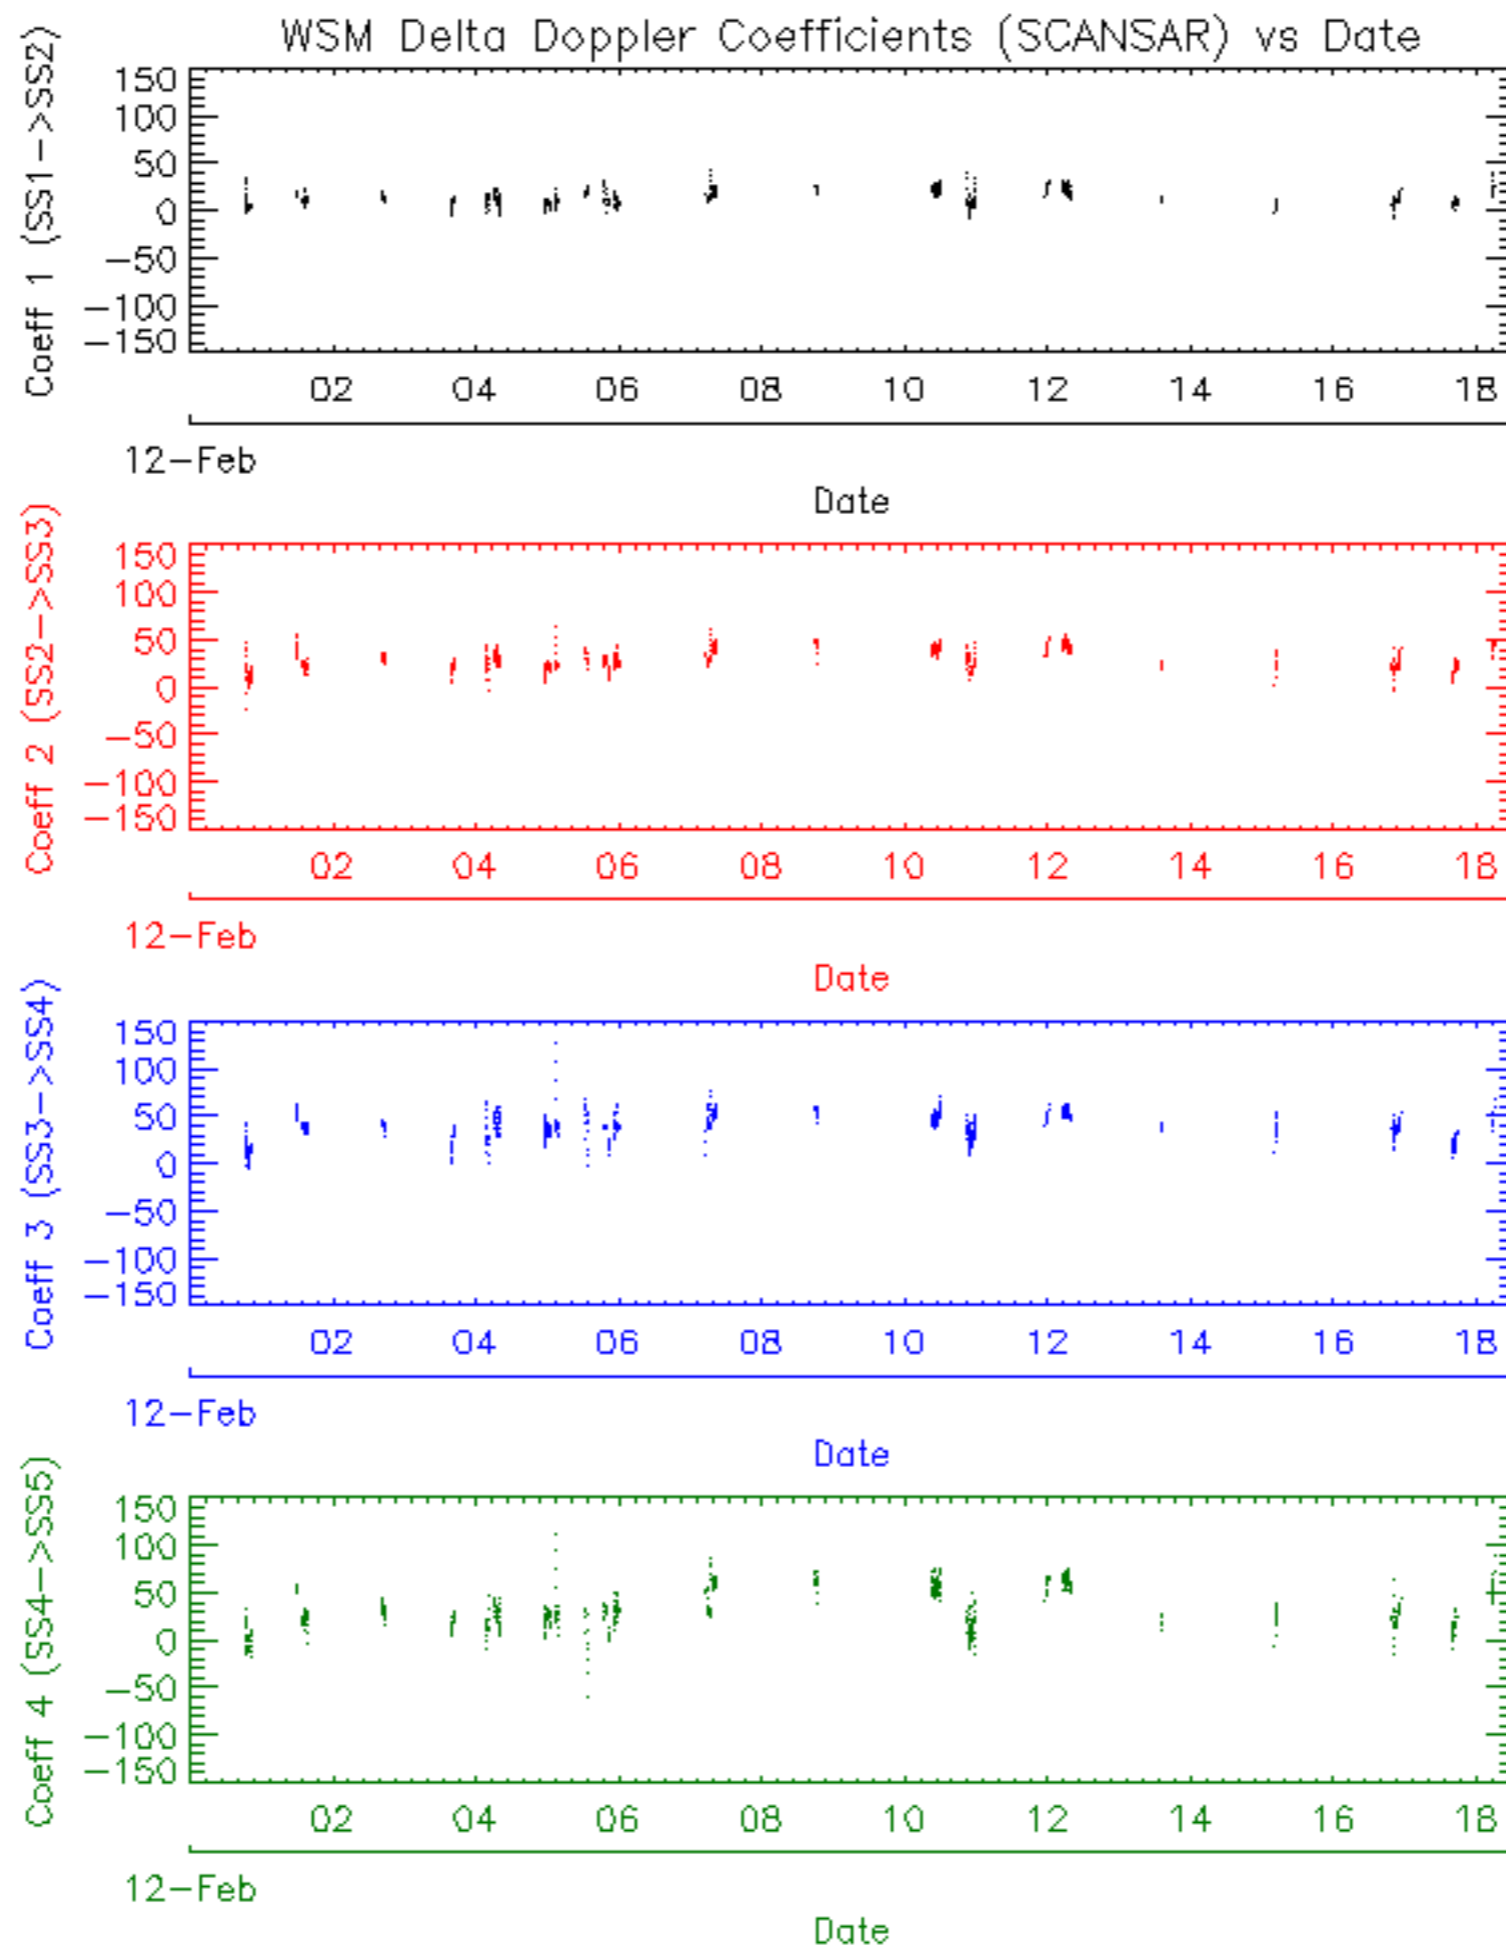 WSM Delta Doppler Coefficients (SCANSAR) vs Date
Coeff 1 (SS1->SS2)
150
100
50
0
-50
-100
-150
02 04 06 08 10 12 14 16 18
12-Feb
Date
Coeff 2 (SS2->SS3)
150
100
50
0
-50
-100
-150
02 04 06 08 10 12 14 16 18
12-Feb
Date
Coeff 3 (SS3->SS4)
150
100
50
0
-50
-100
-150
02 04 06 08 10 12 14 16 18
12-Feb
Date
Coeff 4 (SS4->SS5)
150
100
50
0
-50
-100
-150
02 04 06 08 10 12 14 16 18
12-Feb
Date